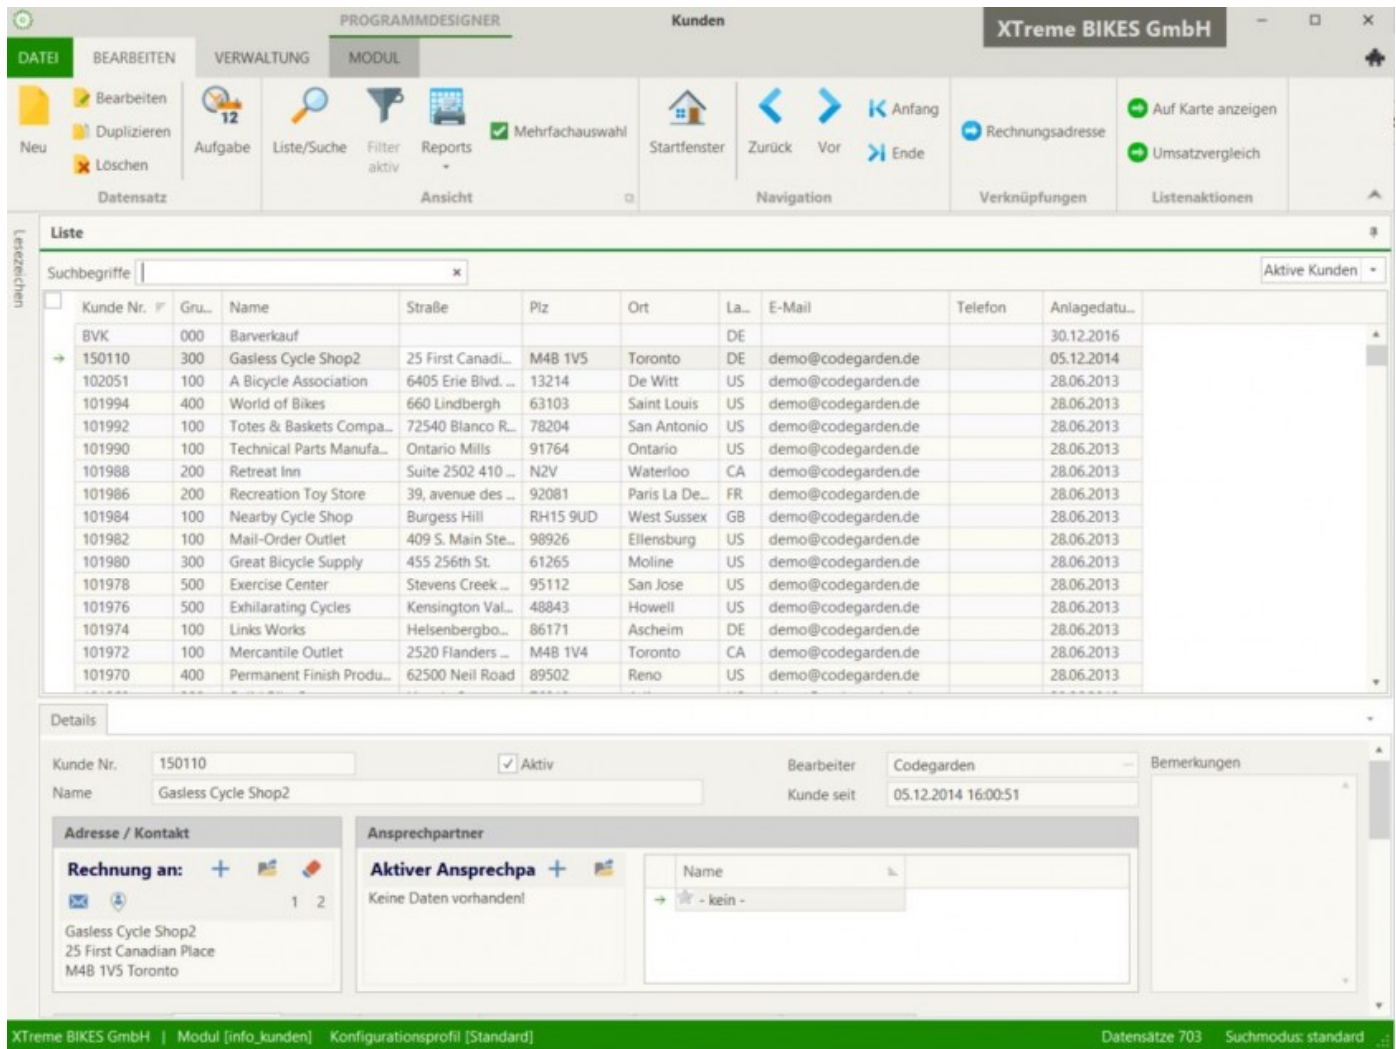 PROGRAMMDESIGNER Kunden XTreme BIKES GmbH
DATEI BEARBEITEN VERWALTUNG MODUL
Neu Bearbeiten Duplizieren Löschen Aufgabe Liste/Suche Filter aktiv Reports Mehrfachauswahl Startfenster Zurück Vor Anfang Ende Rechnungsadresse Auf Karte anzeigen Umsatzvergleich
12
Datensatz Ansicht Navigation Verknüpfungen Listenaktionen
Lesezeichen
Liste
Suchbegriffe Aktive Kunden
Kunde Nr. Gru... Name Straße Plz Ort La... E-Mail Telefon Anlagedatu...
BVK 000 Barverkauf DE 30.12.2016
150110 300 Gasless Cycle Shop2 25 First Canadi... M4B 1V5 Toronto DE demo@codegarden.de 05.12.2014
102051 100 A Bicycle Association 6405 Erie Blvd. ... 13214 De Witt US demo@codegarden.de 28.06.2013
101994 400 World of Bikes 660 Lindbergh 63103 Saint Louis US demo@codegarden.de 28.06.2013
101992 100 Totes & Baskets Compa... 72540 Blanco R... 78204 San Antonio US demo@codegarden.de 28.06.2013
101990 100 Technical Parts Manufa... Ontario Mills 91764 Ontario US demo@codegarden.de 28.06.2013
101988 200 Retreat Inn Suite 2502 410 ... N2V Waterloo CA demo@codegarden.de 28.06.2013
101986 200 Recreation Toy Store 39, avenue des ... 92081 Paris La De... FR demo@codegarden.de 28.06.2013
101984 100 Nearby Cycle Shop Burgess Hill RH15 9UD West Sussex GB demo@codegarden.de 28.06.2013
101982 100 Mail-Order Outlet 409 S. Main Ste... 98926 Ellensburg US demo@codegarden.de 28.06.2013
101980 300 Great Bicycle Supply 455 256th St. 61265 Moline US demo@codegarden.de 28.06.2013
101978 500 Exercise Center Stevens Creek ... 95112 San Jose US demo@codegarden.de 28.06.2013
101976 500 Exhilarating Cycles Kensington Val... 48843 Howell US demo@codegarden.de 28.06.2013
101974 100 Links Works Helsenbergbo... 86171 Ascheim DE demo@codegarden.de 28.06.2013
101972 100 Mercantile Outlet 2520 Flanders ... M4B 1V4 Toronto CA demo@codegarden.de 28.06.2013
101970 400 Permanent Finish Produ... 62500 Neil Road 89502 Reno US demo@codegarden.de 28.06.2013
Details
Kunde Nr. 150110 Aktiv Bearbeiter Codegarden Bemerkungen
Name Gasless Cycle Shop2 Kunde seit 05.12.2014 16:00:51
Adresse / Kontakt Ansprechpartner
Rechnung an: Aktiver Ansprechpa Name
1 2 Keine Daten vorhanden! - kein -
Gasless Cycle Shop2
25 First Canadian Place
M4B 1V5 Toronto
XTreme BIKES GmbH | Modul [info_kunden] Konfigurationsprofil [Standard] Datensätze 703 Suchmodus: standard